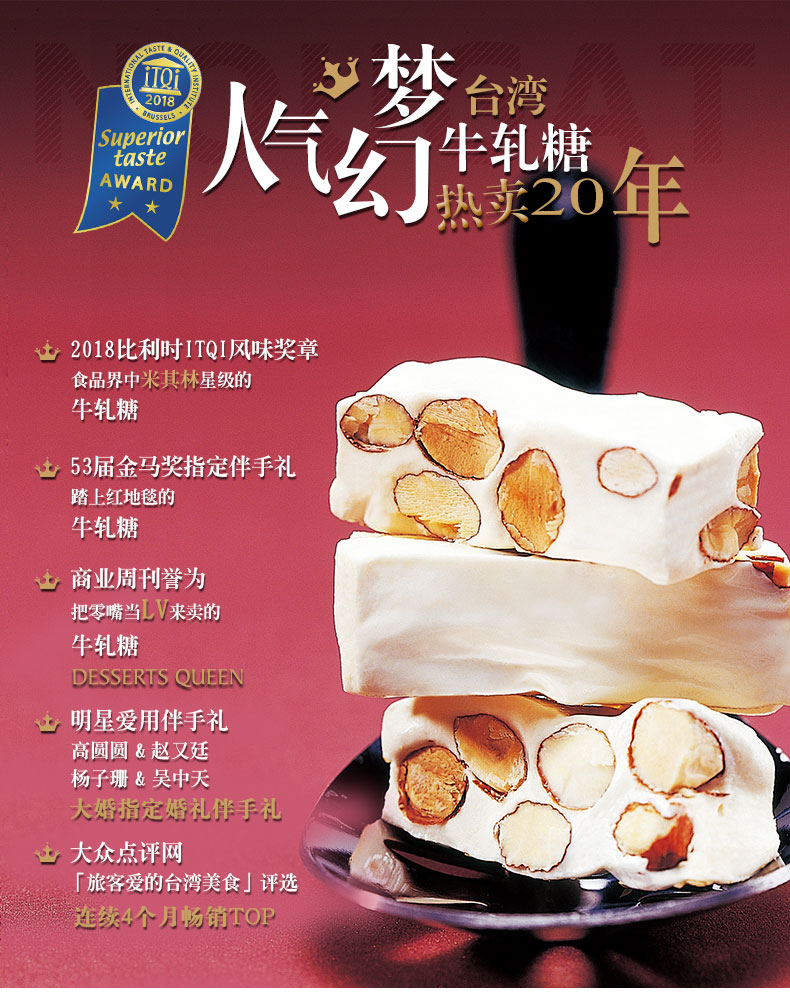 NOUGAT
INTERNATIONAL TASTE & QUALITY INSTITUTE
iTQi
2018
BRUSSELS
Superior
taste
AWARD
人气梦幻
台湾
牛轧糖
热卖20年
2018比利时ITQI风味奖章
食品界中米其林星级的
牛轧糖
53届金马奖指定伴手礼
踏上红地毯的
牛轧糖
商业周刊誉为
把零嘴当LV来卖的
牛轧糖
DESSERTS QUEEN
明星爱用伴手礼
高圆圆 & 赵又廷
杨子珊 & 吴中天
大婚指定婚礼伴手礼
大众点评网
「旅客爱的台湾美食」评选
连续4个月畅销TOP